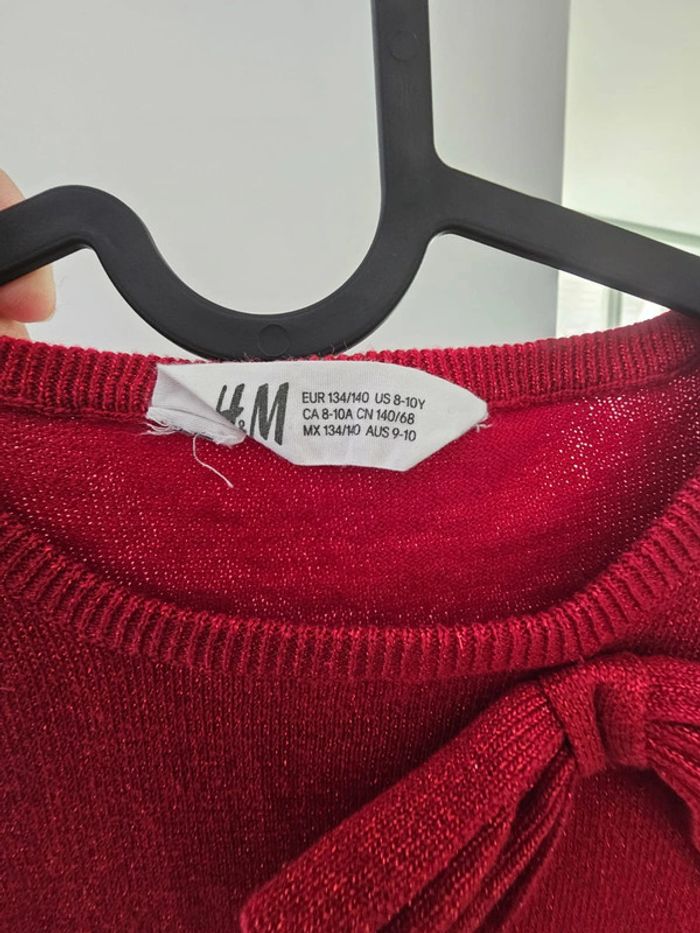 H&M
EUR 134/140 US 8-10Y
CA 8-10A CN 140/68
MX 134/140 AUS 9-10